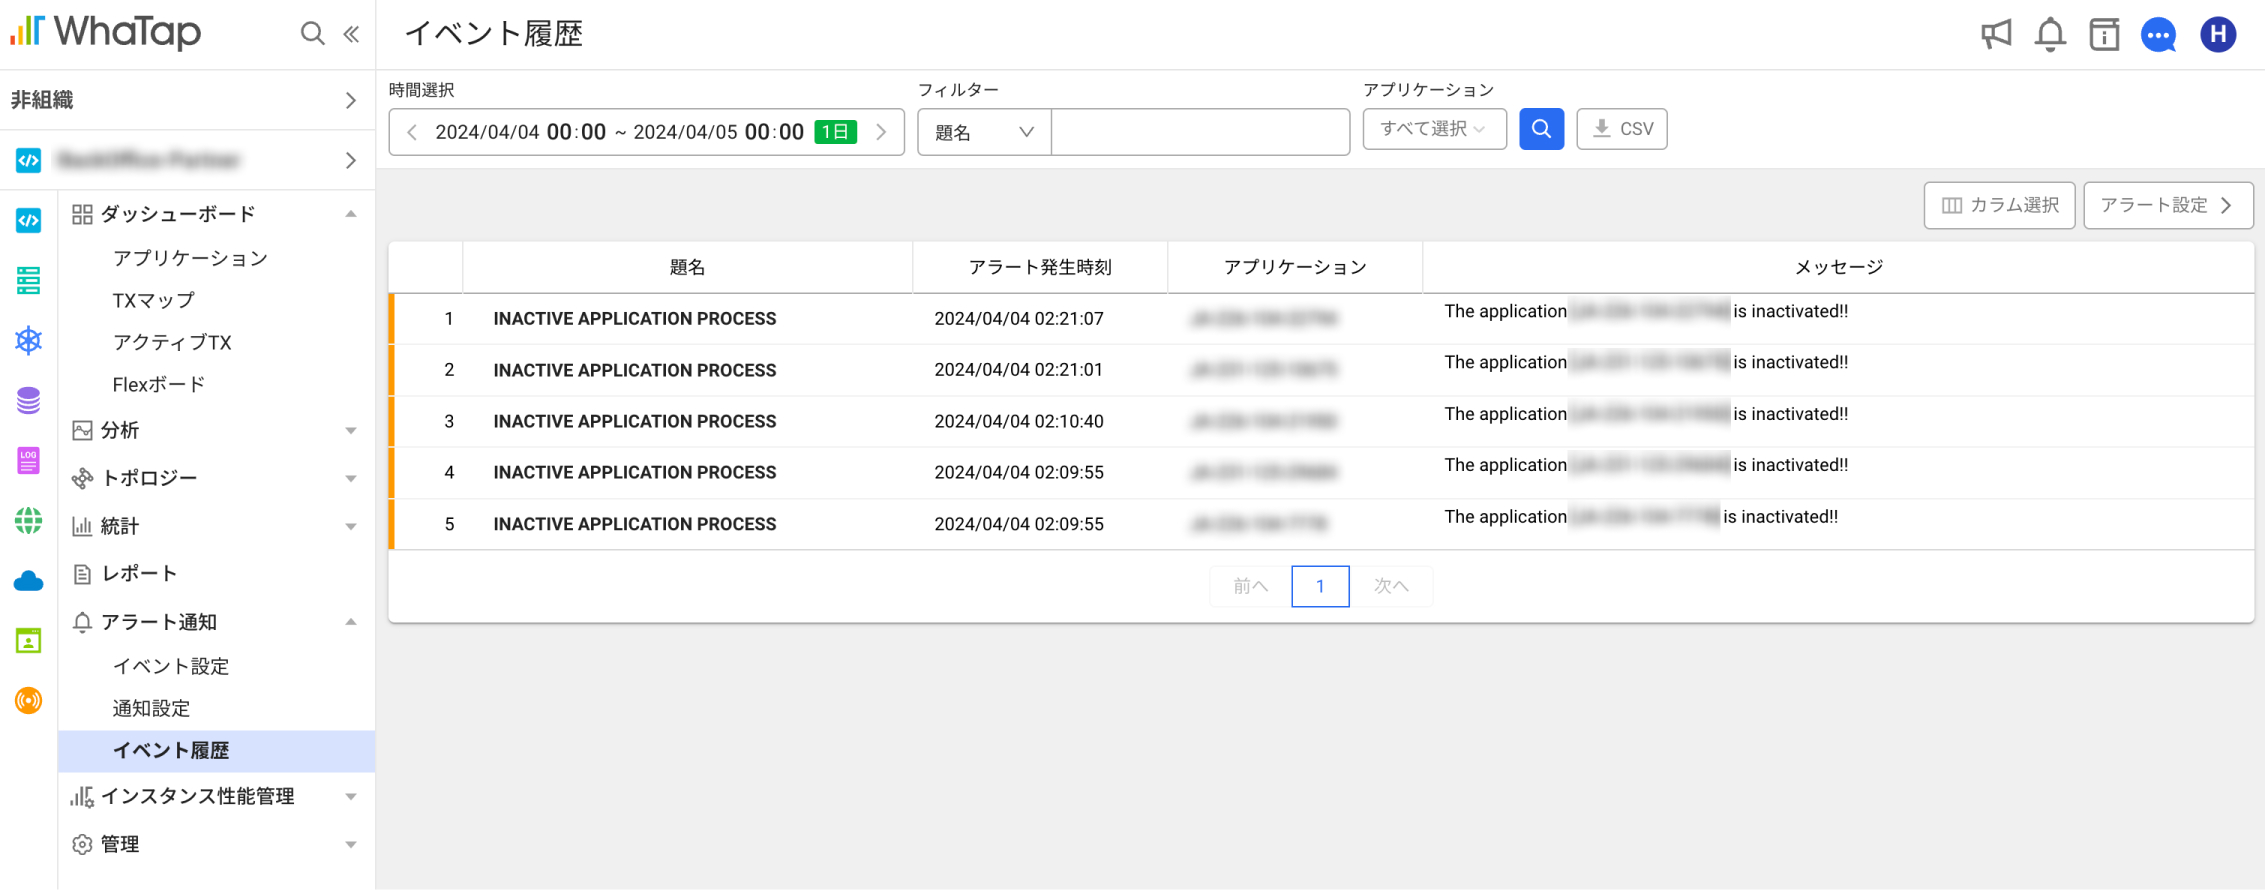 WhaTap
イベント履歴
H
非組織
時間選択
フィルター
アプリケーション
2024/04/04 00:00 ~ 2024/04/05 00:00 1日
題名
すべて選択
CSV
カラム選択
アラート設定
ダッシューボード
アプリケーション
TXマップ
アクティブTX
Flexボード
分析
トポロジー
統計
レポート
アラート通知
イベント設定
通知設定
イベント履歴
インスタンス性能管理
管理
LOG
題名 アラート発生時刻 アプリケーション メッセージ
1 INACTIVE APPLICATION PROCESS 2024/04/04 02:21:07 The application is inactivated!!
2 INACTIVE APPLICATION PROCESS 2024/04/04 02:21:01 The application is inactivated!!
3 INACTIVE APPLICATION PROCESS 2024/04/04 02:10:40 The application is inactivated!!
4 INACTIVE APPLICATION PROCESS 2024/04/04 02:09:55 The application is inactivated!!
5 INACTIVE APPLICATION PROCESS 2024/04/04 02:09:55 The application is inactivated!!
前へ 1 次へ